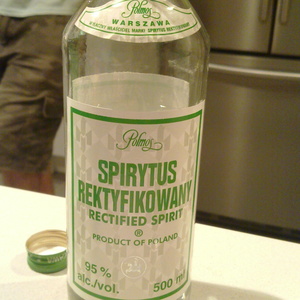 Polmos
WARSZAWA
Polmos
SPIRYTUS
REKTYFIKOWANY
RECTIFIED SPIRIT
®
PRODUCT OF POLAND
95%
alc./vol.
500 ml